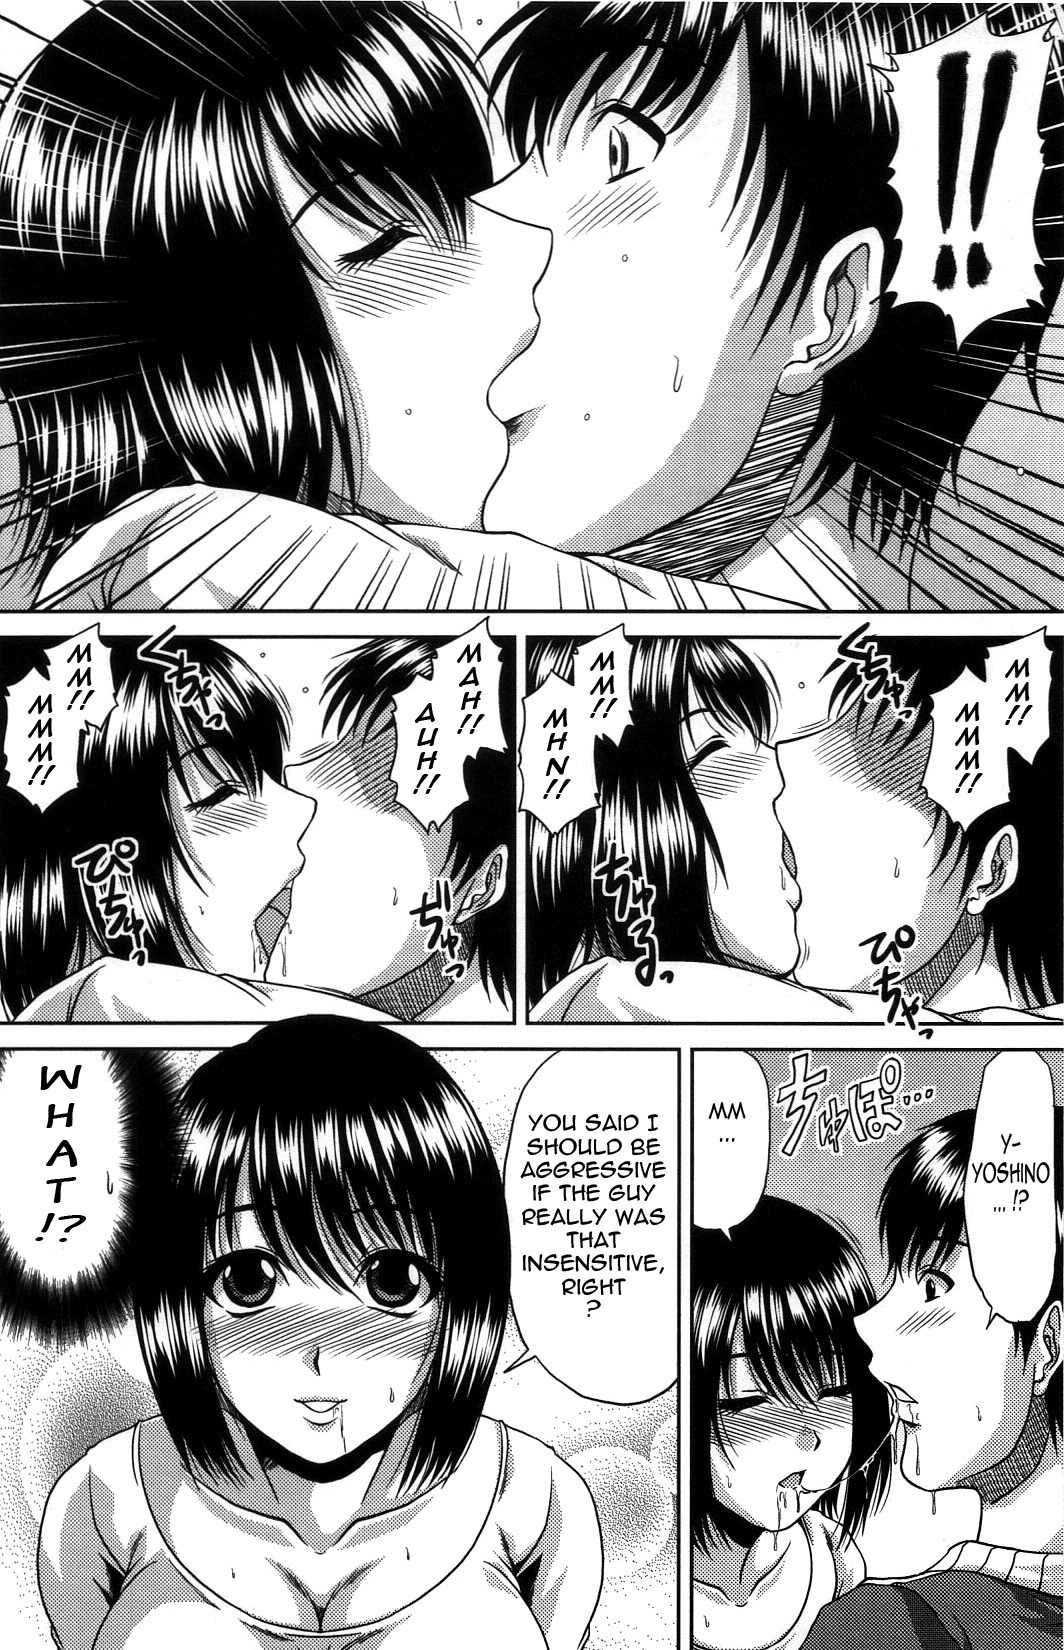 !!
MM!!
MMM!!
くちゅっ
MM!!
MHN!!
ちゅるっ
ぴちゃっ
MAH!!
AUH!!
くちゃっ
MM!!
MMM!!
ぢゅっ
ぴちゅっ
Y-
YOSHINO
...!?
ちゅぽ...
MM
...
YOU SAID I
SHOULD BE
AGGRESSIVE
IF THE GUY
REALLY WAS
THAT
INSENSITIVE,
RIGHT
?
WHAT!?